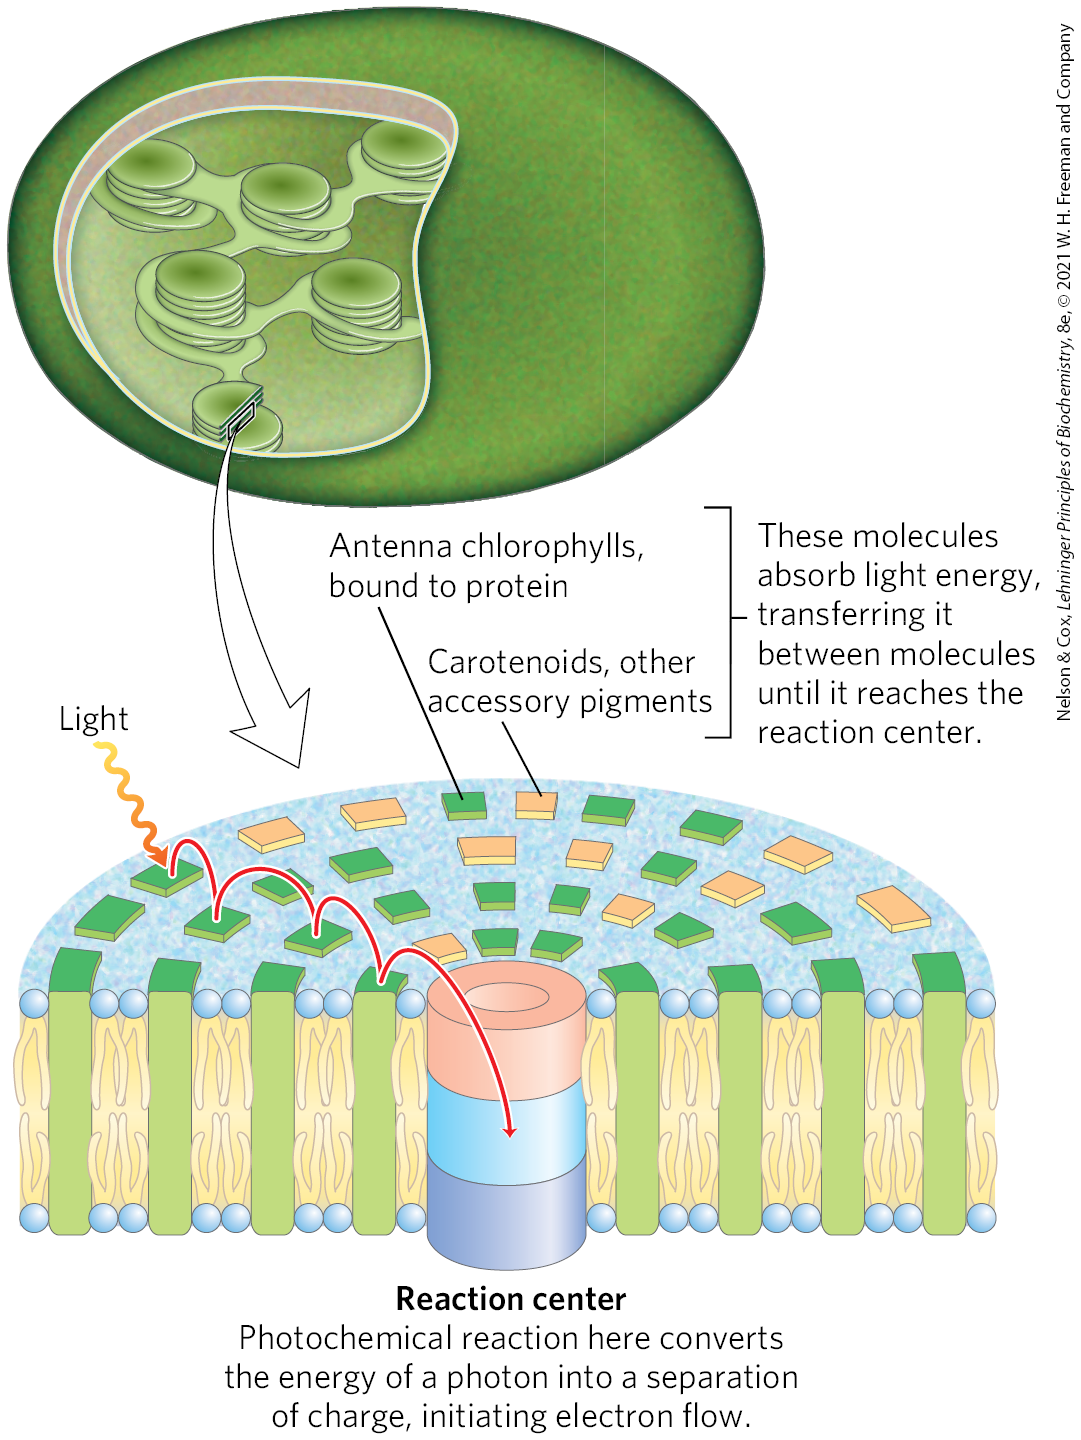 Nelson & Cox, Lehninger Principles of Biochemistry, 8e, © 2021 W. H. Freeman and Company
Antenna chlorophylls,
bound to protein
Carotenoids, other
accessory pigments
These molecules
absorb light energy,
transferring it
between molecules
until it reaches the
reaction center.
Light
Reaction center
Photochemical reaction here converts
the energy of a photon into a separation
of charge, initiating electron flow.